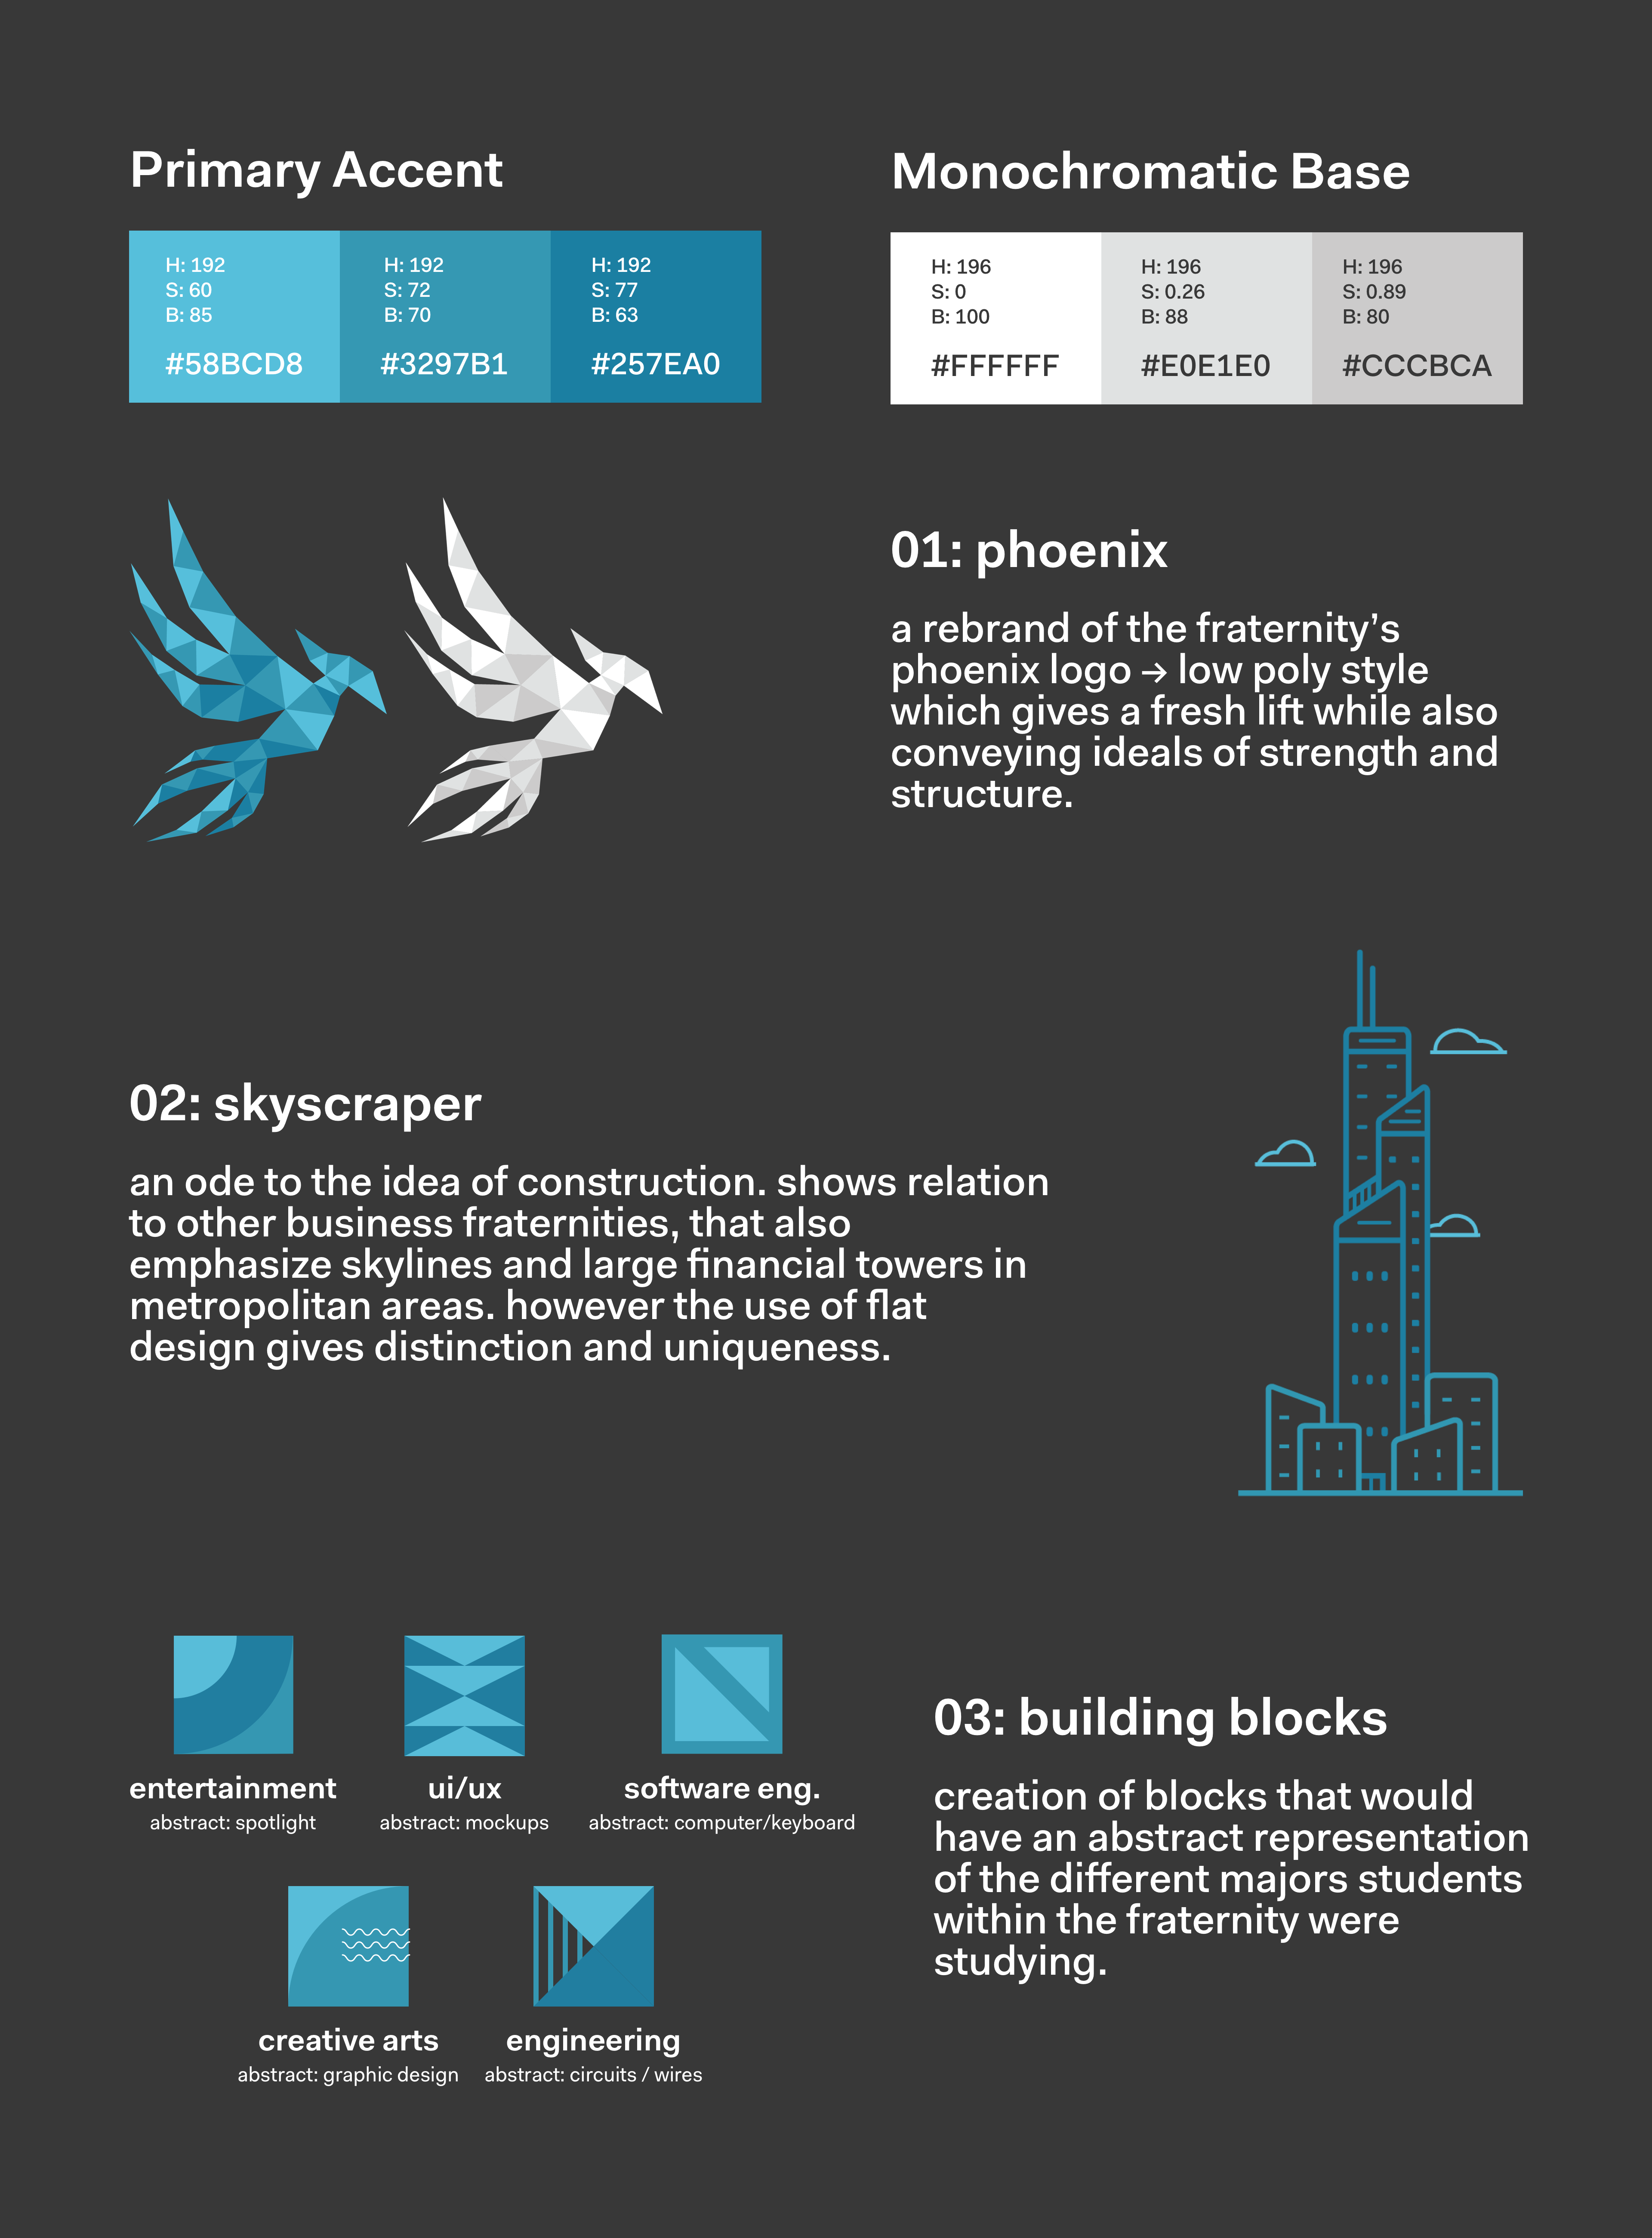 Primary Accent
H: 192
S: 60
B: 85
#58BCD8
H: 192
S: 72
B: 70
#3297B1
H: 192
S: 77
B: 63
#257EA0
Monochromatic Base
H: 196
S: 0
B: 100
#FFFFFF
H: 196
S: 0.26
B: 88
#E0E1E0
H: 196
S: 0.89
B: 80
#CCCBCA
01: phoenix
a rebrand of the fraternity’s
phoenix logo → low poly style
which gives a fresh lift while also
conveying ideals of strength and
structure.
02: skyscraper
an ode to the idea of construction. shows relation
to other business fraternities, that also
emphasize skylines and large financial towers in
metropolitan areas. however the use of flat
design gives distinction and uniqueness.
entertainment
abstract: spotlight
ui/ux
abstract: mockups
software eng.
abstract: computer/keyboard
creative arts
abstract: graphic design
engineering
abstract: circuits / wires
03: building blocks
creation of blocks that would
have an abstract representation
of the different majors students
within the fraternity were
studying.